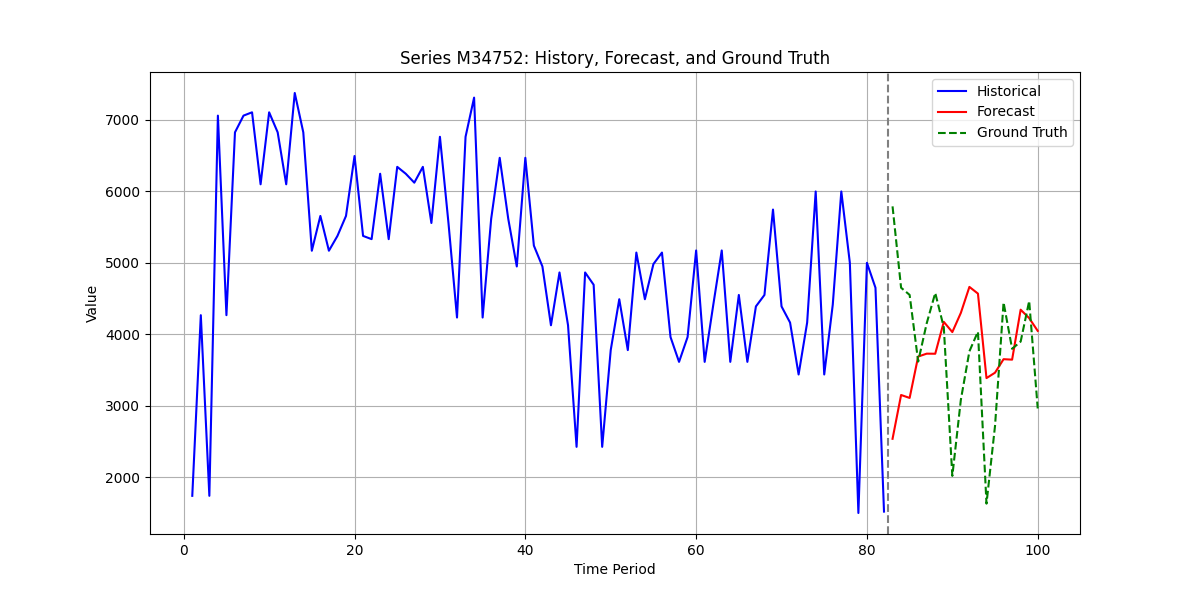 Series M34752: History, Forecast, and Ground Truth
Historical
Forecast
Ground Truth
Value
7000
6000
5000
4000
3000
2000
0
20
40
60
80
100
Time Period